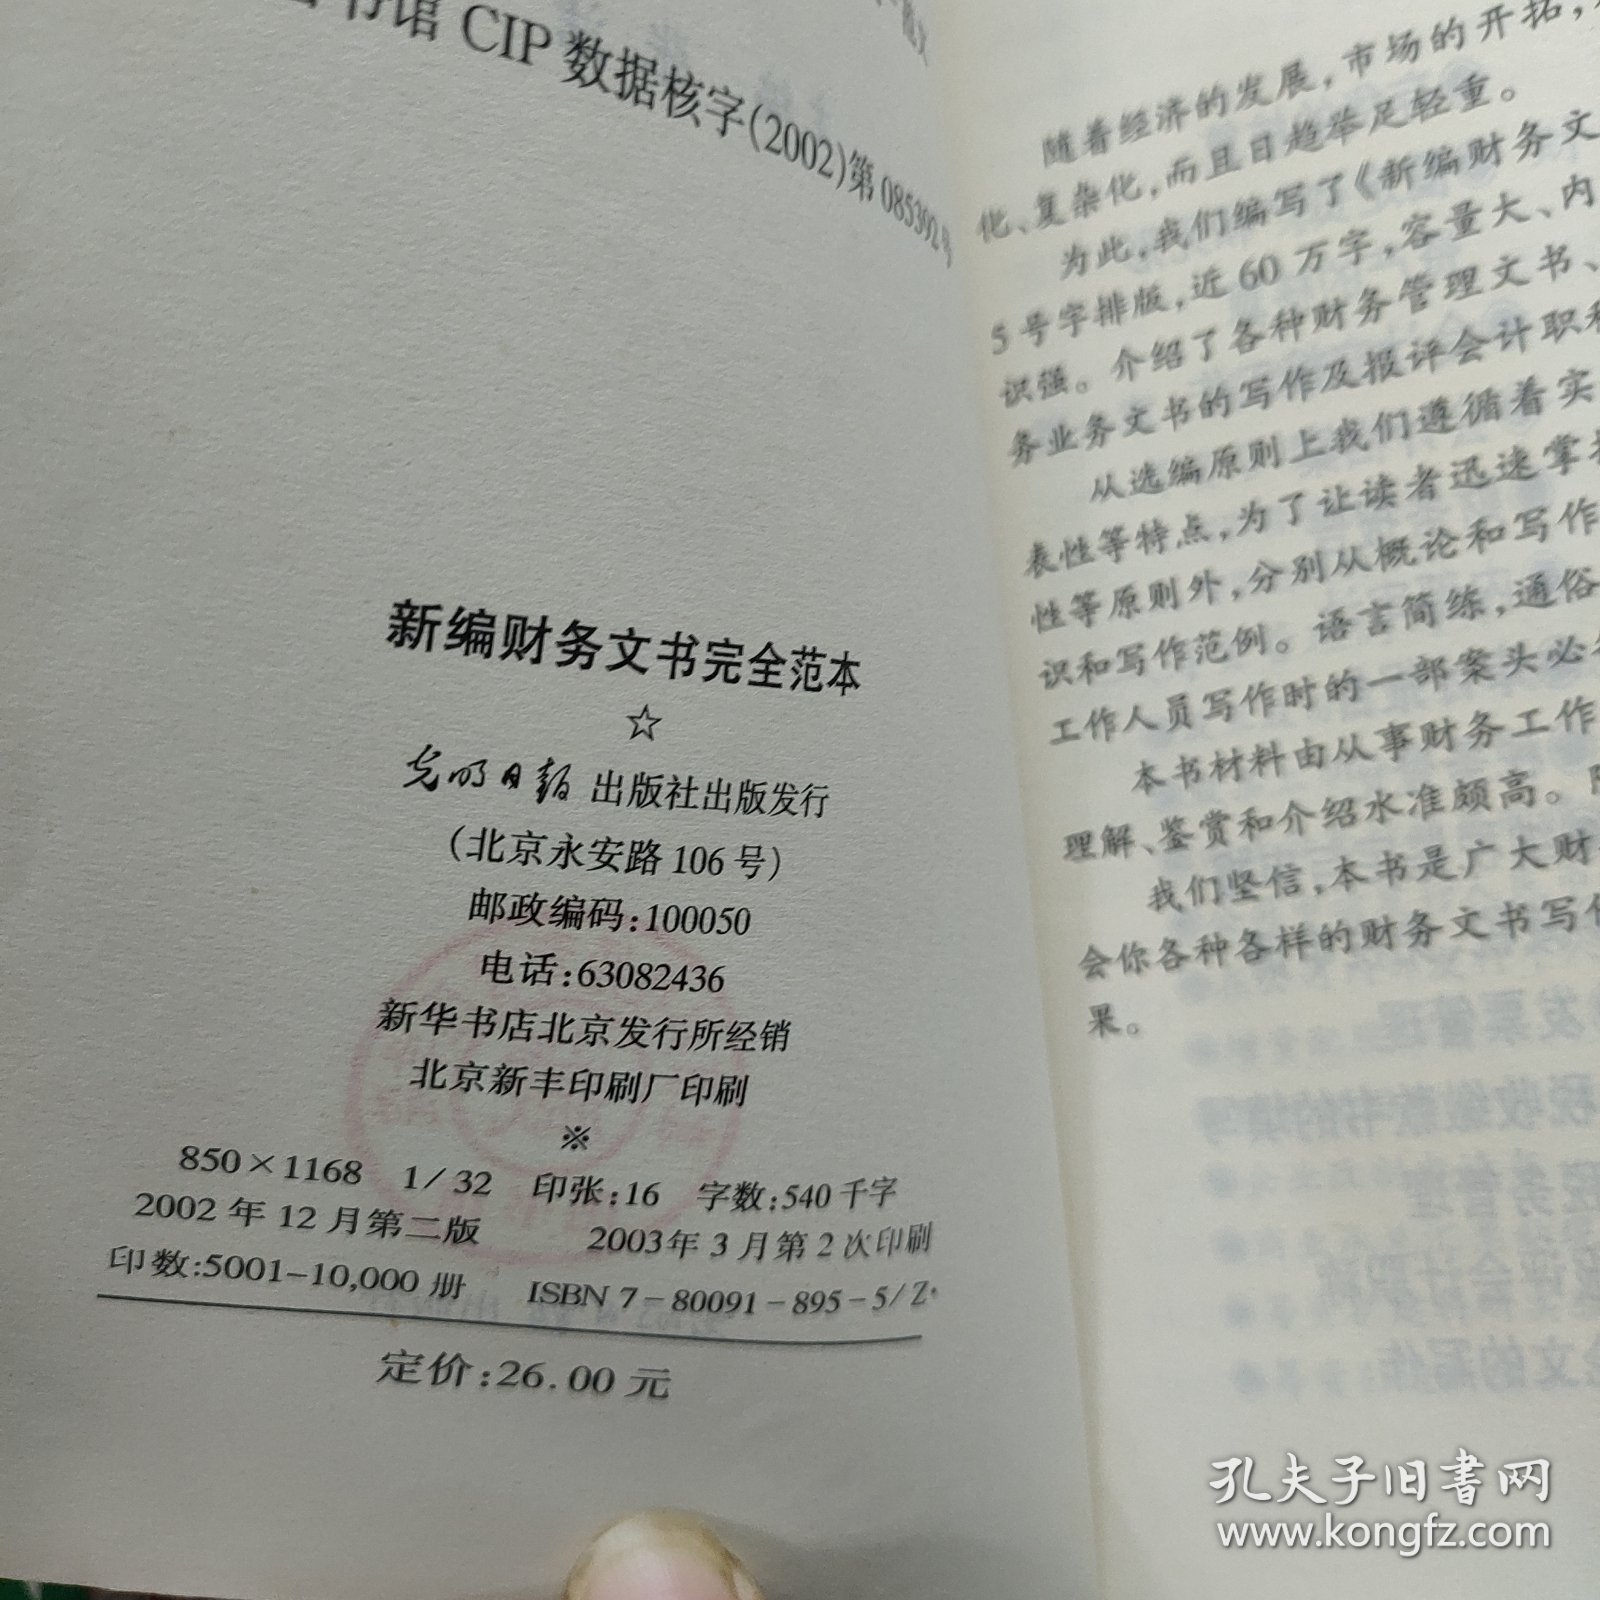 书馆 CIP 数据核字(2002)第 085392号
新编财务文书完全范本
☆
光明日报 出版社出版发行
(北京永安路 106 号)
邮政编码:100050
电话:63082436
新华书店北京发行所经销
北京新丰印刷厂印刷
※
850×1168 1/32 印张:16 字数:540 千字
2002 年 12 月第二版 2003年 3 月第 2 次印刷
印数:5001-10,000 册 ISBN 7-80091-895-5/Z·
定价:26.00 元
随着经济的发展,市场的开拓,
化、复杂化,而且日趋举足轻重。
为此,我们编写了《新编财务文
5 号字排版,近 60 万字,容量大、内
识强。介绍了各种财务管理文书、
务业务文书的写作及报评会计职
从选编原则上我们遵循着实
表性等特点,为了让读者迅速掌
性等原则外,分别从概论和写作
识和写作范例。语言简练,通俗
工作人员写作时的一部案头必
本书材料由从事财务工作
理解、鉴赏和介绍水准颇高。
我们坚信,本书是广大财
会你各种各样的财务文书写
果。
孔夫子旧书网
www.kongfz.com